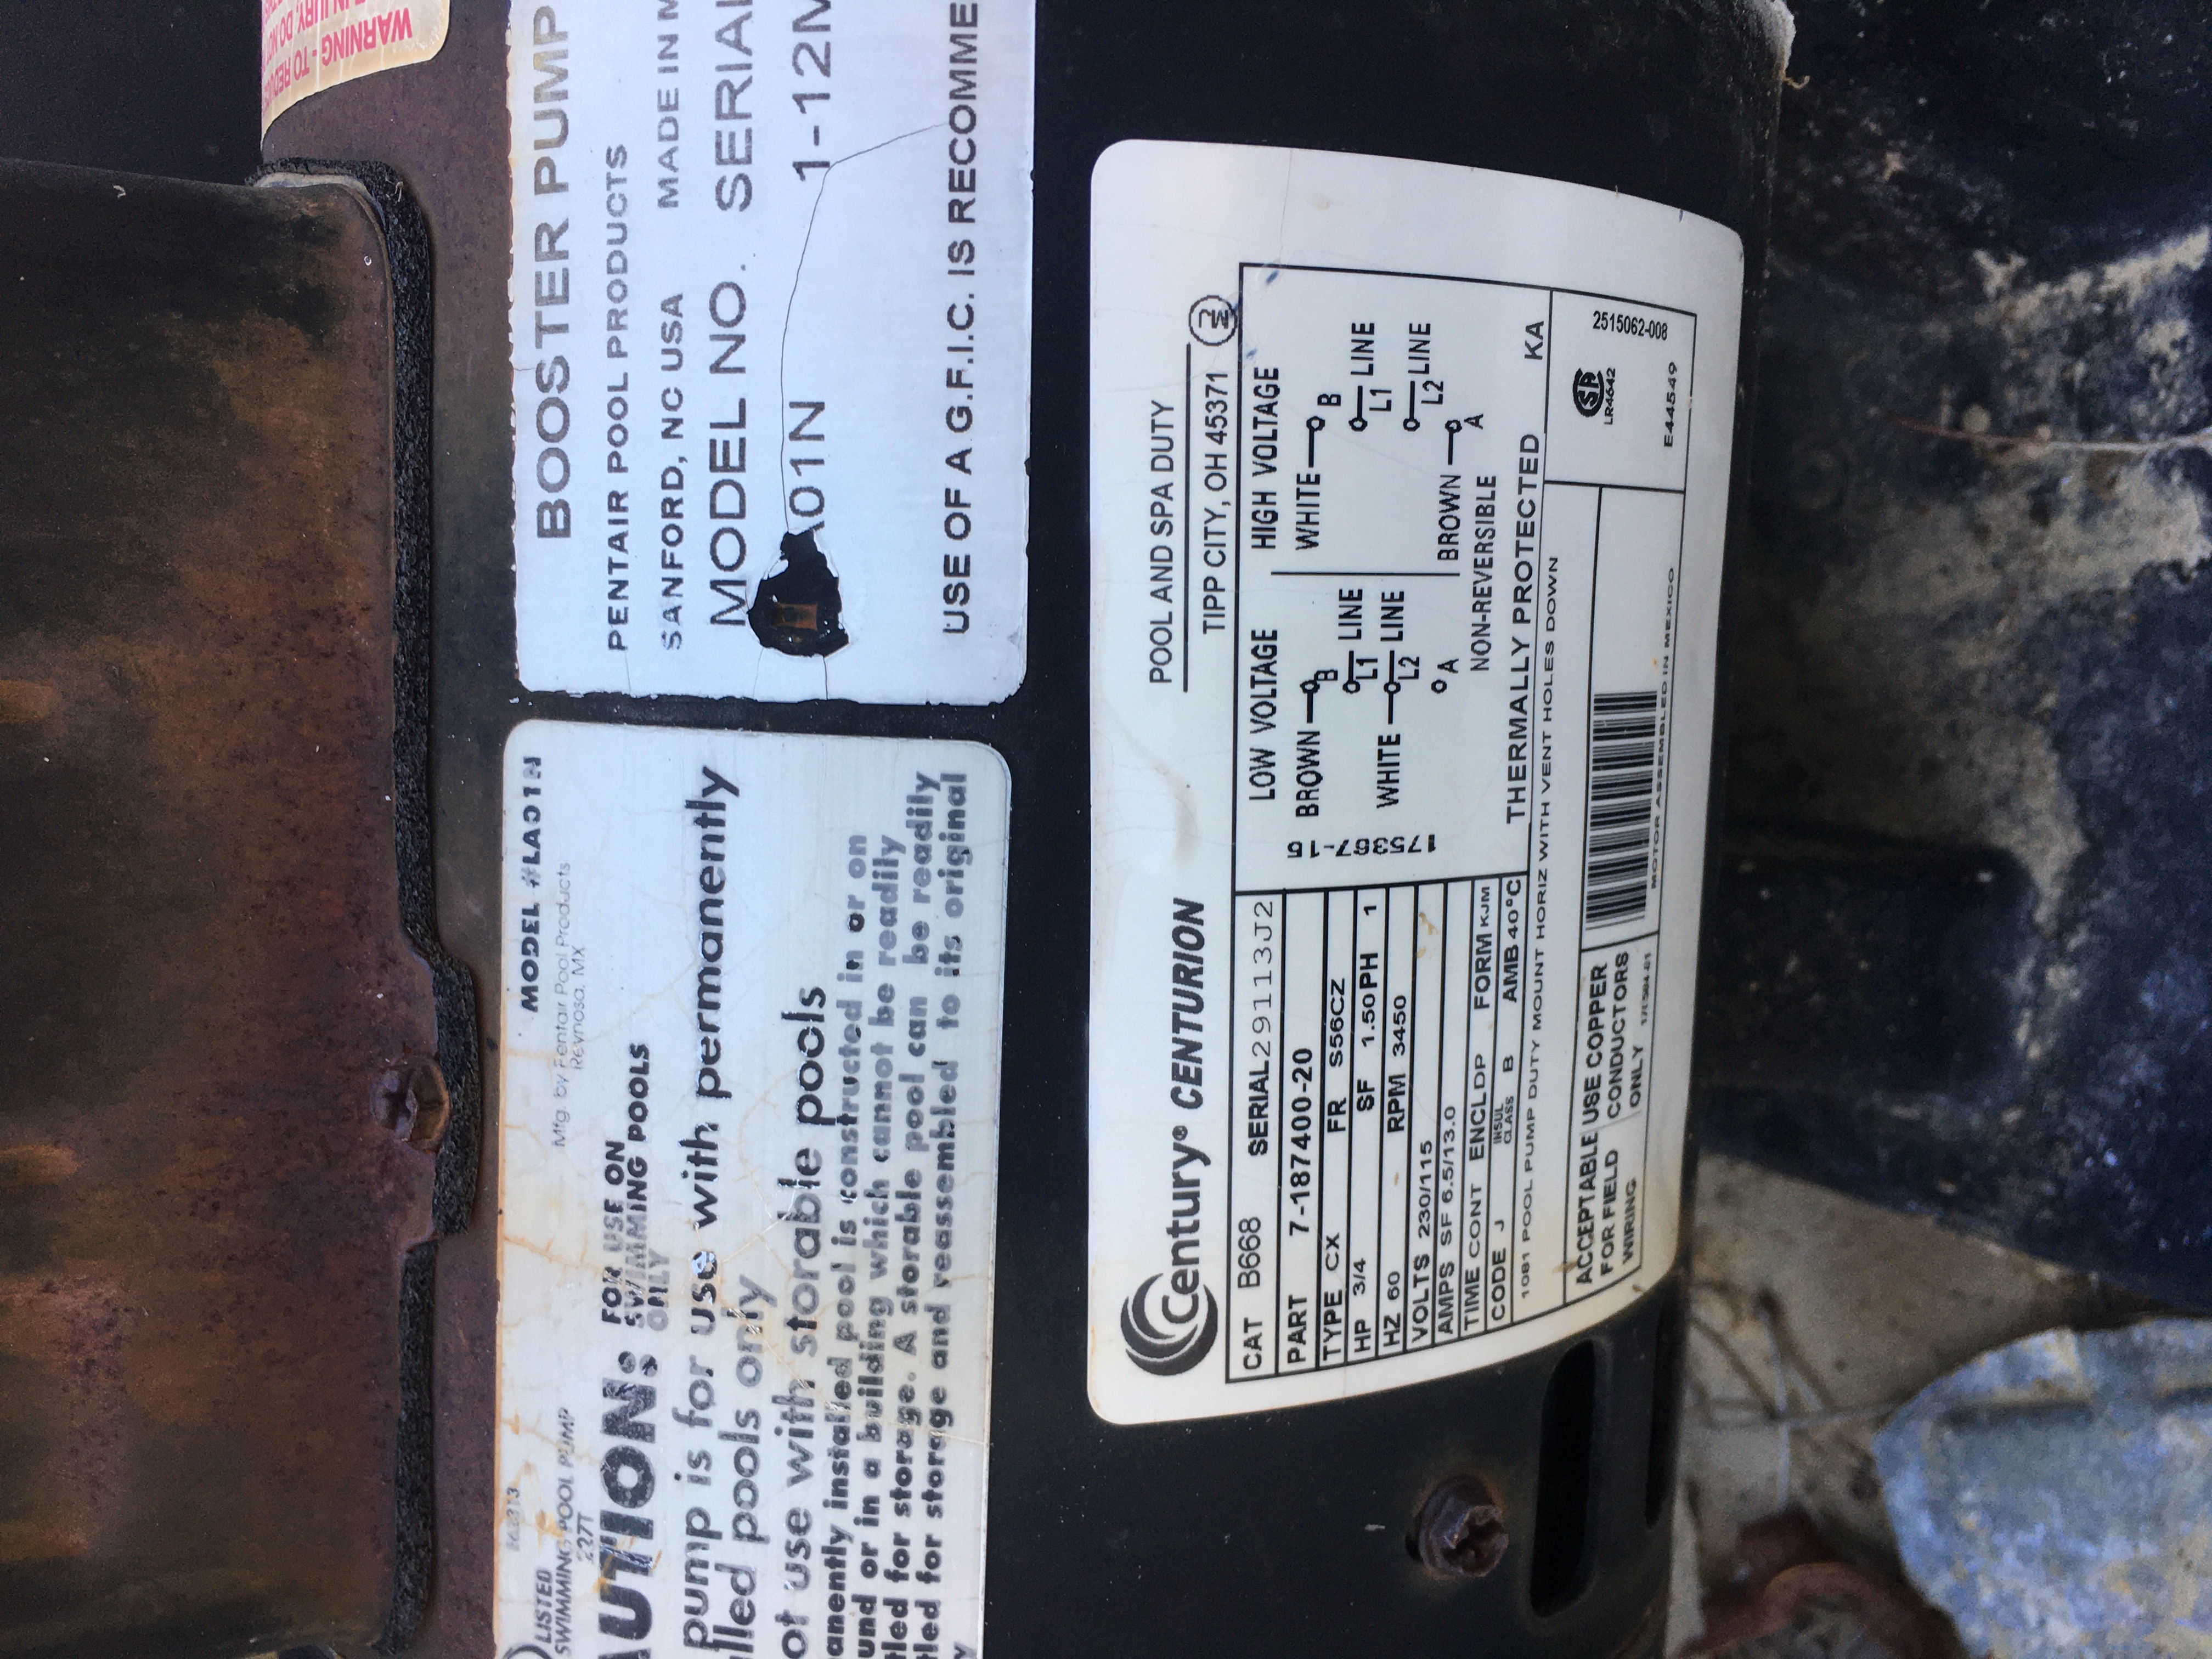 WARNING - TO REDU
INJURY, DO NOT
BOOSTER PUMP
PENTAIR POOL PRODUCTS
SANFORD, NC USA MADE IN M
MODEL NO. SERIAL
A01N 1-12M
USE OF A G.F.I.C. IS RECOMME
LISTED
SWIMMING POOL PUMP
237T
MODEL #LA01N
Mfg. by Pentair Pool Products
Reynosa, MX
AUTION: FOR USE ON
SWIMMING POOLS
ONLY
pump is for use with permanently
lled pools only
ot use with storable pools
anently installed pool is constructed in or on
und or in a building which cannot be readily
tled for storage. A storable pool can be readily
tled for storage and reassembled to its original
y
Century® CENTURION
POOL AND SPA DUTY
TIPP CITY, OH 45371
CAT B668 SERIAL 29113J2
PART 7-187400-20
TYPE CX FR S56CZ
HP 3/4 SF 1.50 PH 1
HZ 60 RPM 3450
VOLTS 230/115
AMPS SF 6.5/13.0
TIME CONT ENCL DP FORM KJM
CODE J INSUL CLASS B AMB 40°C
LOW VOLTAGE HIGH VOLTAGE
BROWN B WHITE B
L1 LINE L1 LINE
WHITE L2 LINE L2 LINE
A BROWN A
NON-REVERSIBLE
THERMALLY PROTECTED KA
1081 POOL PUMP DUTY MOUNT HORIZ WITH VENT HOLES DOWN
ACCEPTABLE FOR FIELD WIRING
USE COPPER CONDUCTORS ONLY
MOTOR ASSEMBLED IN MEXICO
LR4642
2515062-008
E44549